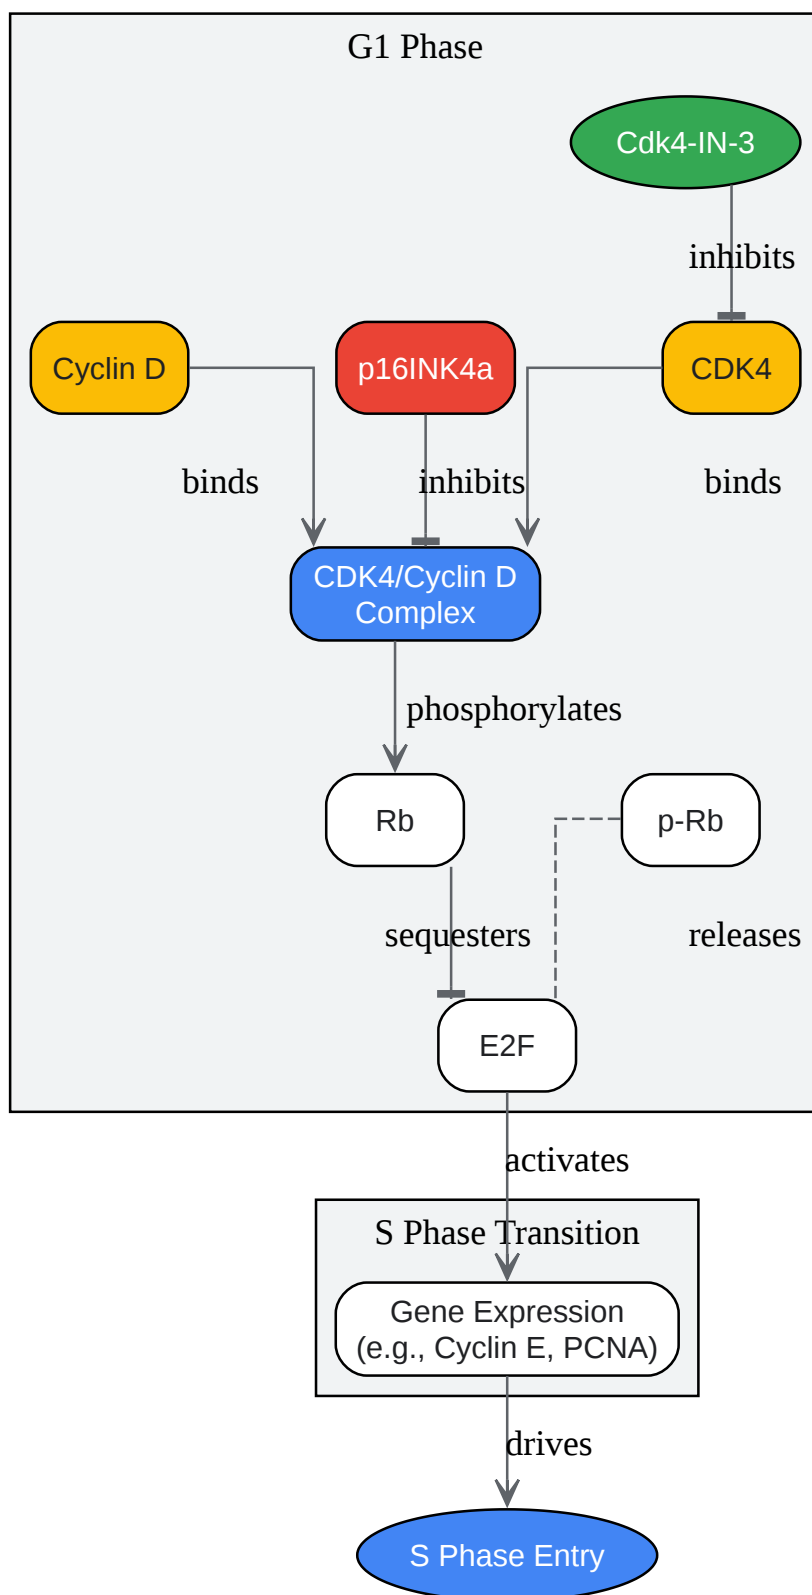 G1 Phase
Cdk4-IN-3
inhibits
Cyclin D
p16INK4a
CDK4
binds
inhibits
binds
CDK4/Cyclin D
Complex
phosphorylates
Rb
p-Rb
sequesters
releases
E2F
activates
S Phase Transition
Gene Expression
(e.g., Cyclin E, PCNA)
drives
S Phase Entry